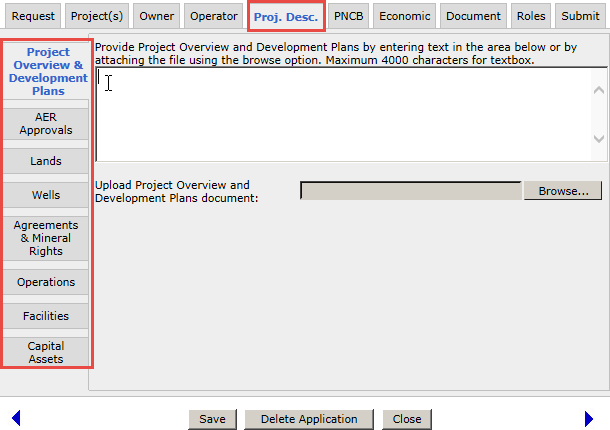 Request Project(s) Owner Operator Proj. Desc. PNCB Economic Document Roles Submit
Project
Overview &
Development
Plans
AER
Approvals
Lands
Wells
Agreements
& Mineral
Rights
Operations
Facilities
Capital
Assets
Provide Project Overview and Development Plans by entering text in the area below or by
attaching the file using the browse option. Maximum 4000 characters for textbox.
Upload Project Overview and
Development Plans document:
Browse...
Save Delete Application Close